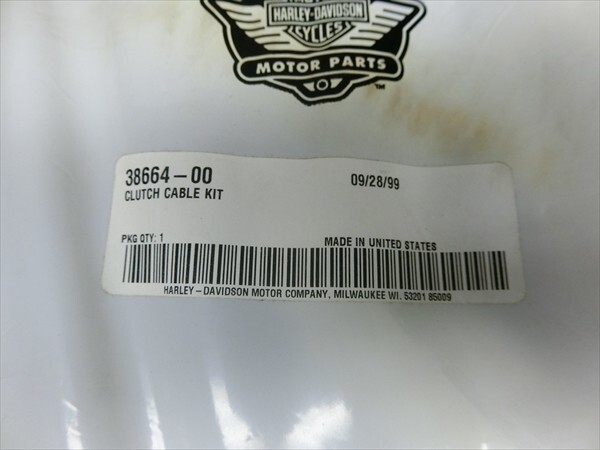 HARLEY-DAVIDSON
CYCLES
MOTOR PARTS
™
38664-00
09/28/99
CLUTCH CABLE KIT
PKG QTY: 1
MADE IN UNITED STATES
HARLEY-DAVIDSON MOTOR COMPANY, MILWAUKEE WI. 53201 85009